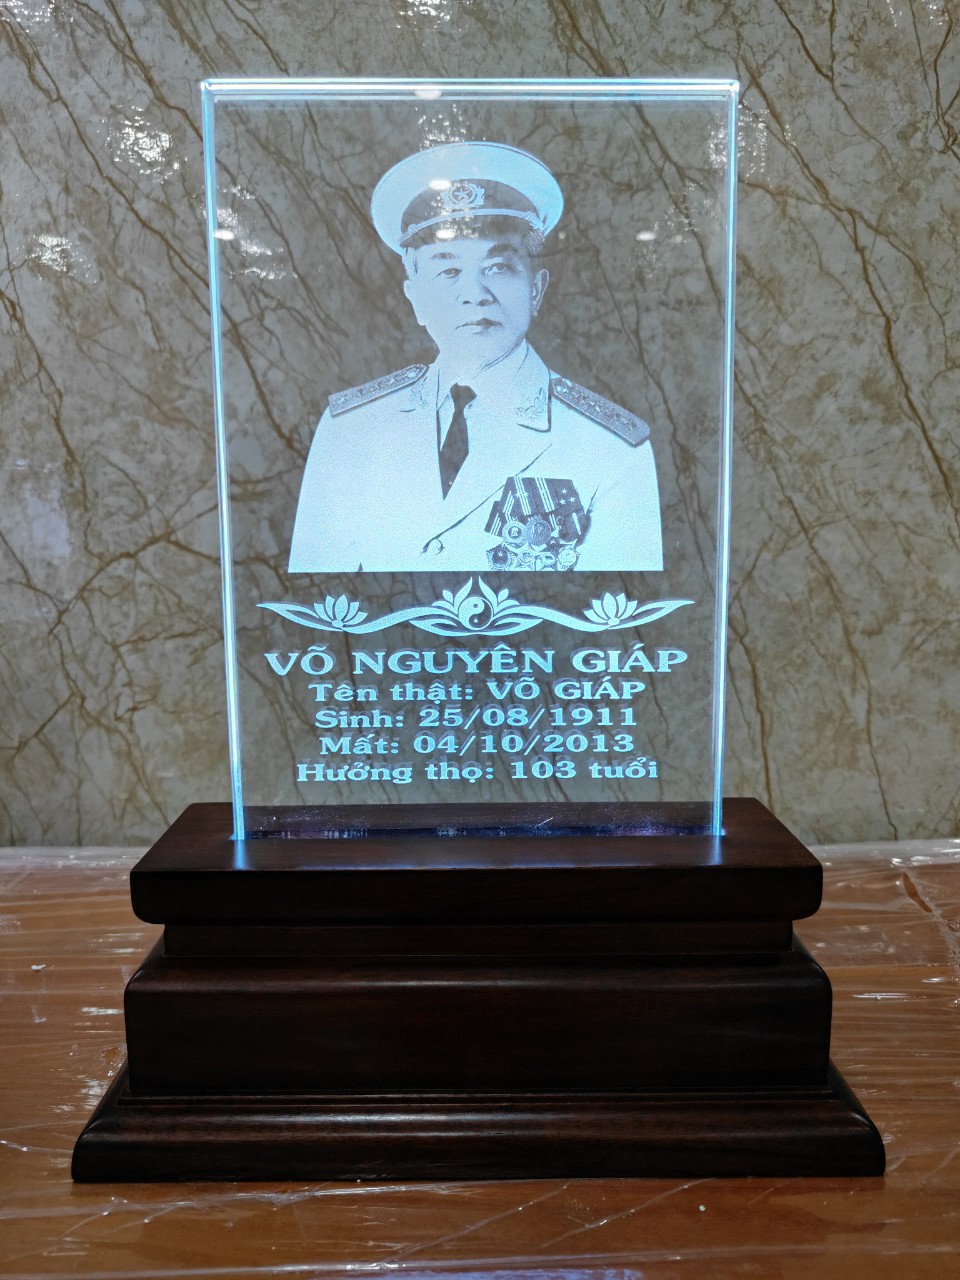 VÕ NGUYÊN GIÁP
Tên thật: VÕ GIÁP
Sinh: 25/08/1911
Mất: 04/10/2013
Hưởng thọ: 103 tuổi